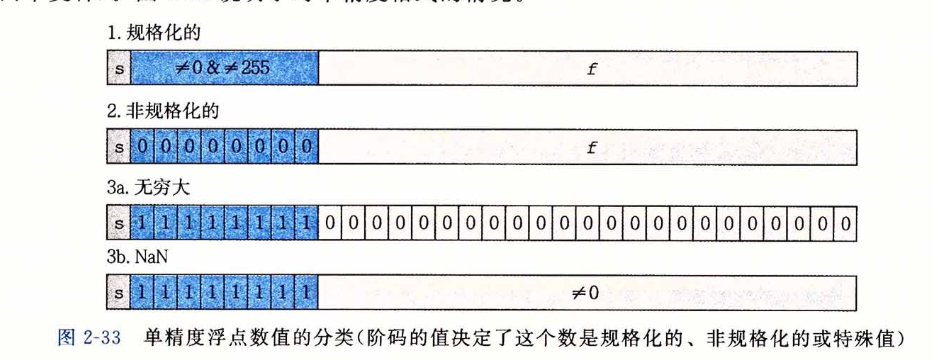 1. 规格化的
s ≠0&≠255 f
2. 非规格化的
s 0 0 0 0 0 0 0 0 f
3a. 无穷大
s 1 1 1 1 1 1 1 1 0 0 0 0 0 0 0 0 0 0 0 0 0 0 0 0 0 0 0 0 0 0 0
3b. NaN
s 1 1 1 1 1 1 1 1 ≠0
图 2-33 单精度浮点数值的分类(阶码的值决定了这个数是规格化的、非规格化的或特殊值)